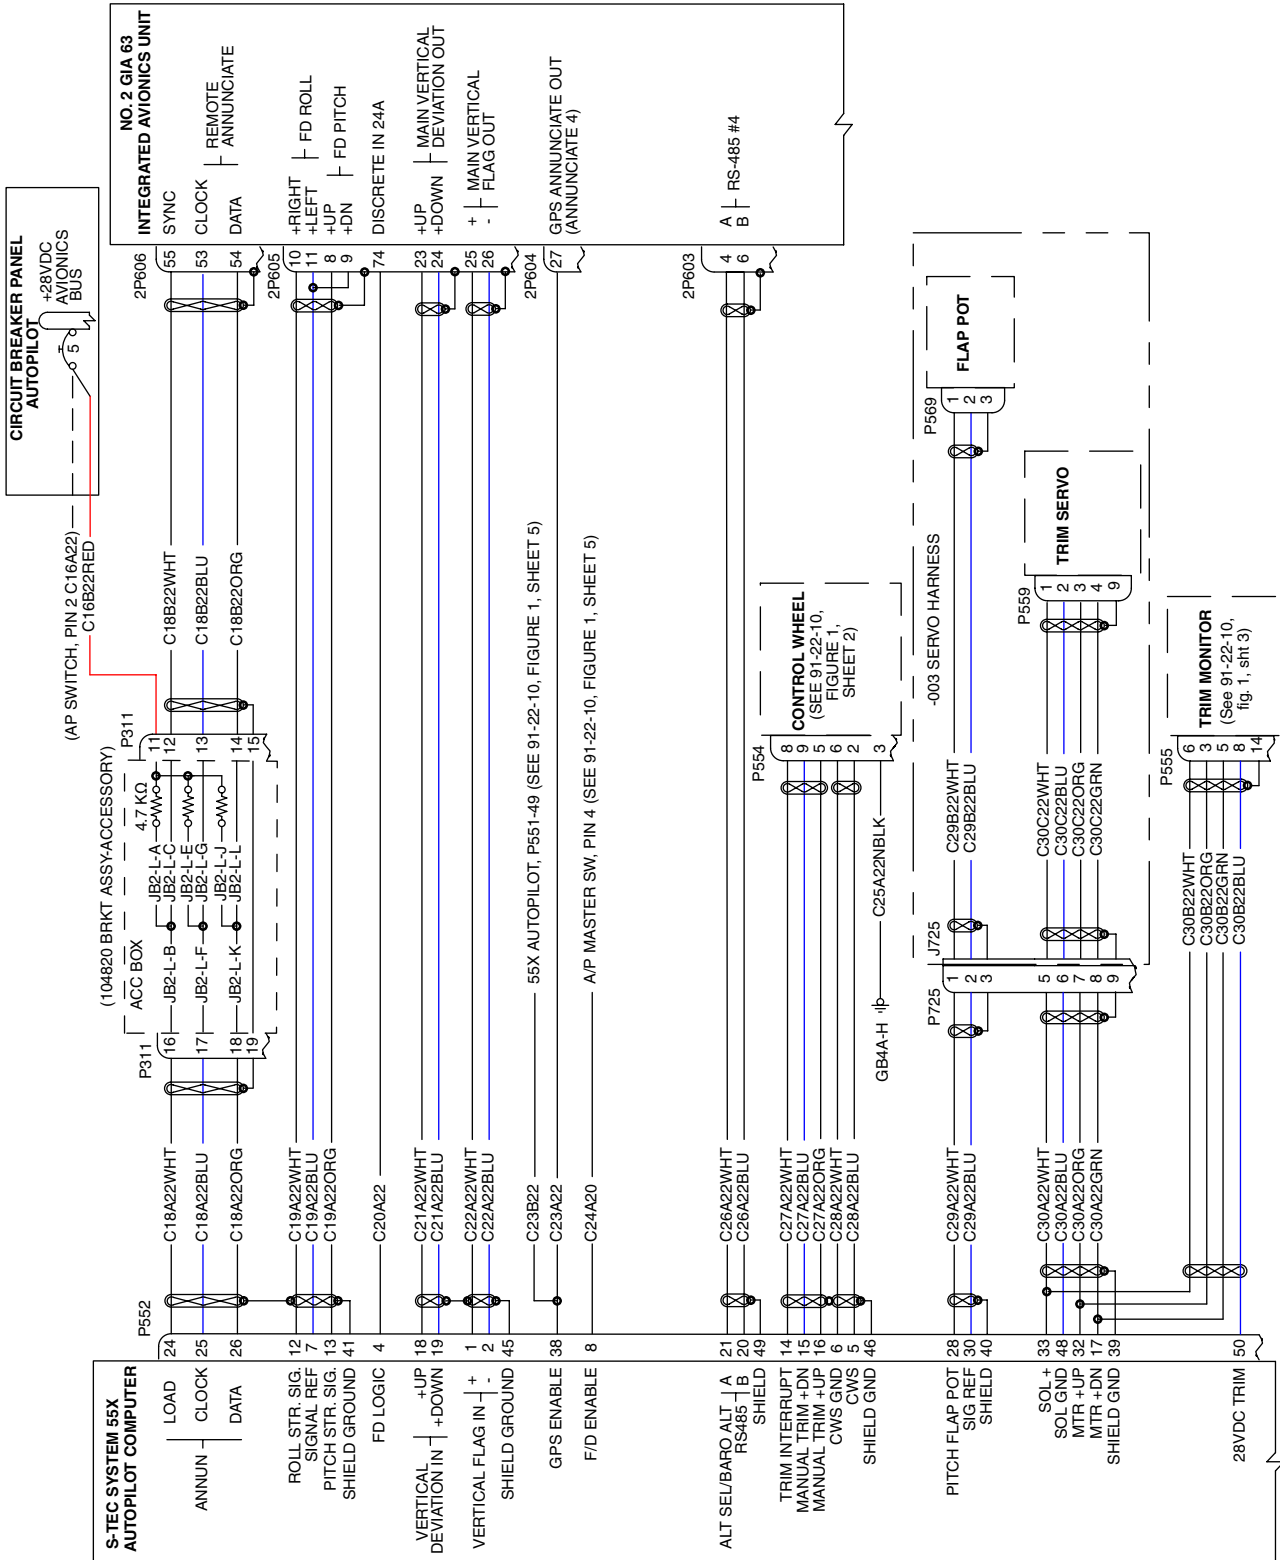 CIRCUIT BREAKER PANEL
AUTOPILOT
+28VDC
AVIONICS
BUS
5
(AP SWITCH, PIN 2 C16A22)
C16B22RED
NO. 2 GIA 63
INTEGRATED AVIONICS UNIT
2P606
55 SYNC
53 CLOCK
54 DATA
REMOTE
ANNUNCIATE
2P605
10 +RIGHT
11 +LEFT
FD ROLL
8 +UP
9 +DN
FD PITCH
74 DISCRETE IN 24A
23 +UP
24 +DOWN
MAIN VERTICAL
DEVIATION OUT
25 +
26 -
MAIN VERTICAL
FLAG OUT
2P604
27 GPS ANNUNCIATE OUT
(ANNUNCIATE 4)
2P603
4 A
6 B
RS-485 #4
(104820 BRKT ASSY-ACCESSORY)
ACC BOX
4.7 KΩ
P311
11
12
13
14
15
JB2-L-A
JB2-L-B
JB2-L-C
JB2-L-E
JB2-L-F
JB2-L-G
JB2-L-J
JB2-L-K
JB2-L-L
P311
16
17
18
19
C18B22WHT
C18B22BLU
C18B22ORG
S-TEC SYSTEM 55X
AUTOPILOT COMPUTER
P552
ANNUN
LOAD 24 C18A22WHT
CLOCK 25 C18A22BLU
DATA 26 C18A22ORG
ROLL STR. SIG. 12 C19A22WHT
SIGNAL REF 7 C19A22BLU
PITCH STR. SIG. 13 C19A22ORG
SHIELD GROUND 41
FD LOGIC 4 C20A22
VERTICAL
DEVIATION IN
+UP 18 C21A22WHT
+DOWN 19 C21A22BLU
VERTICAL FLAG IN
+ 1 C22A22WHT
- 2 C22A22BLU
SHIELD GROUND 45
C23B22 55X AUTOPILOT, P551-49 (SEE 91-22-10, FIGURE 1, SHEET 5)
GPS ENABLE 38 C23A22
F/D ENABLE 8 C24A20 A/P MASTER SW, PIN 4 (SEE 91-22-10, FIGURE 1, SHEET 5)
ALT SEL/BARO ALT
RS485
A 21 C26A22WHT
B 20 C26A22BLU
SHIELD 49
TRIM INTERRUPT 14 C27A22WHT
MANUAL TRIM +DN 15 C27A22BLU
MANUAL TRIM +UP 16 C27A22ORG
CWS GND 6 C28A22WHT
CWS 5 C28A22BLU
SHIELD GND 46
GB4A-H
C25A22NBLK
P554
8
9
5
6
2
3
CONTROL WHEEL
(SEE 91-22-10,
FIGURE 1,
SHEET 2)
PITCH FLAP POT 28 C29A22WHT
SIG REF 30 C29A22BLU
SHIELD 40
SOL + 33 C30A22WHT
SOL GND 48 C30A22BLU
MTR +UP 32 C30A22ORG
MTR +DN 17 C30A22GRN
SHIELD GND 39
28VDC TRIM 50
P725
1
2
3
5
6
7
8
9
J725
-003 SERVO HARNESS
C29B22WHT
C29B22BLU
C30C22WHT
C30C22BLU
C30C22ORG
C30C22GRN
P569
1
2
3
FLAP POT
P559
1
2
3
4
9
TRIM SERVO
C30B22WHT
C30B22ORG
C30B22GRN
C30B22BLU
P555
6
3
5
8
14
TRIM MONITOR
(See 91-22-10,
fig. 1, sht 3)